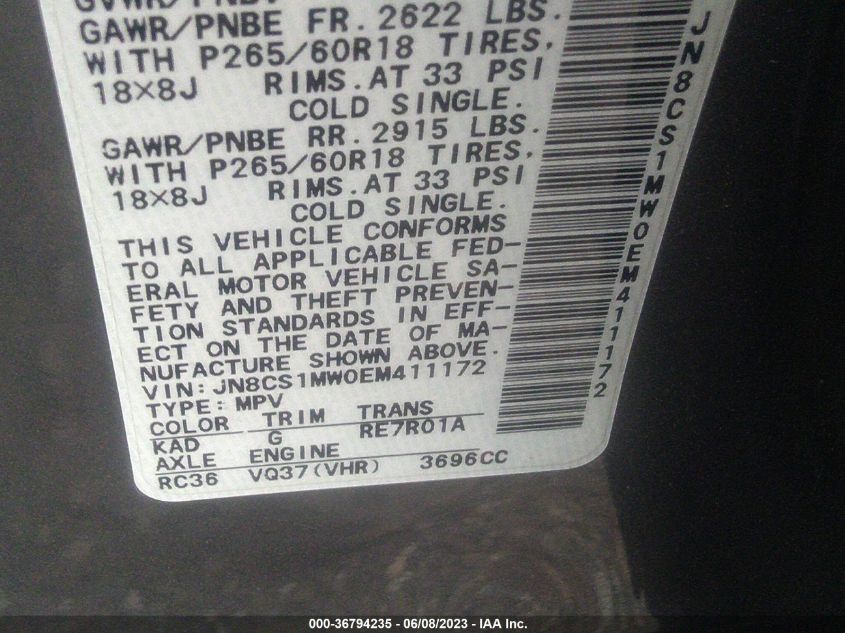 GAWR/PNBE FR. 2622 LBS.
WITH P265/60R18 TIRES,
18×8J RIMS. AT 33 PSI
COLD SINGLE.
GAWR/PNBE RR. 2915 LBS.
WITH P265/60R18 TIRES,
18×8J RIMS. AT 33 PSI
COLD SINGLE.
THIS VEHICLE CONFORMS
TO ALL APPLICABLE FED-
ERAL MOTOR VEHICLE SA-
FETY AND THEFT PREVEN-
TION STANDARDS IN EFF-
ECT ON THE DATE OF MA-
NUFACTURE SHOWN ABOVE.
VIN: JN8CS1MW0EM411172
TYPE: MPV
COLOR TRIM TRANS
KAD G RE7R01A
AXLE ENGINE
RC36 VQ37(VHR) 3696CC
JN8CS1MW0EM411172
000-36794235 - 06/08/2023 - IAA Inc.